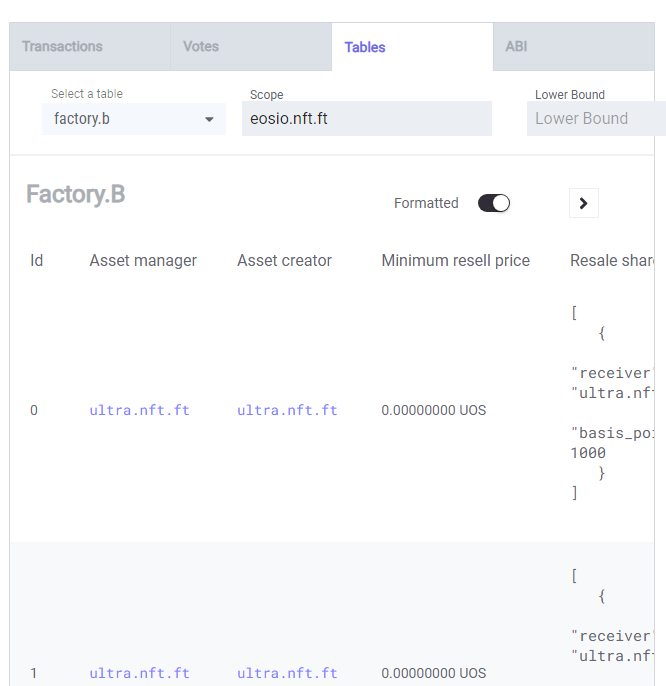 Transactions Votes Tables ABI
Select a table Scope Lower Bound
factory.b eosio.nft.ft Lower Bound
Factory.B
Formatted
Id Asset manager Asset creator Minimum resell price Resale shar
[
{
"receiver"
"ultra.nft
"basis_poi
1000
}
]
0 ultra.nft.ft ultra.nft.ft 0.00000000 UOS
[
{
"receiver"
"ultra.nft
1 ultra.nft.ft ultra.nft.ft 0.00000000 UOS